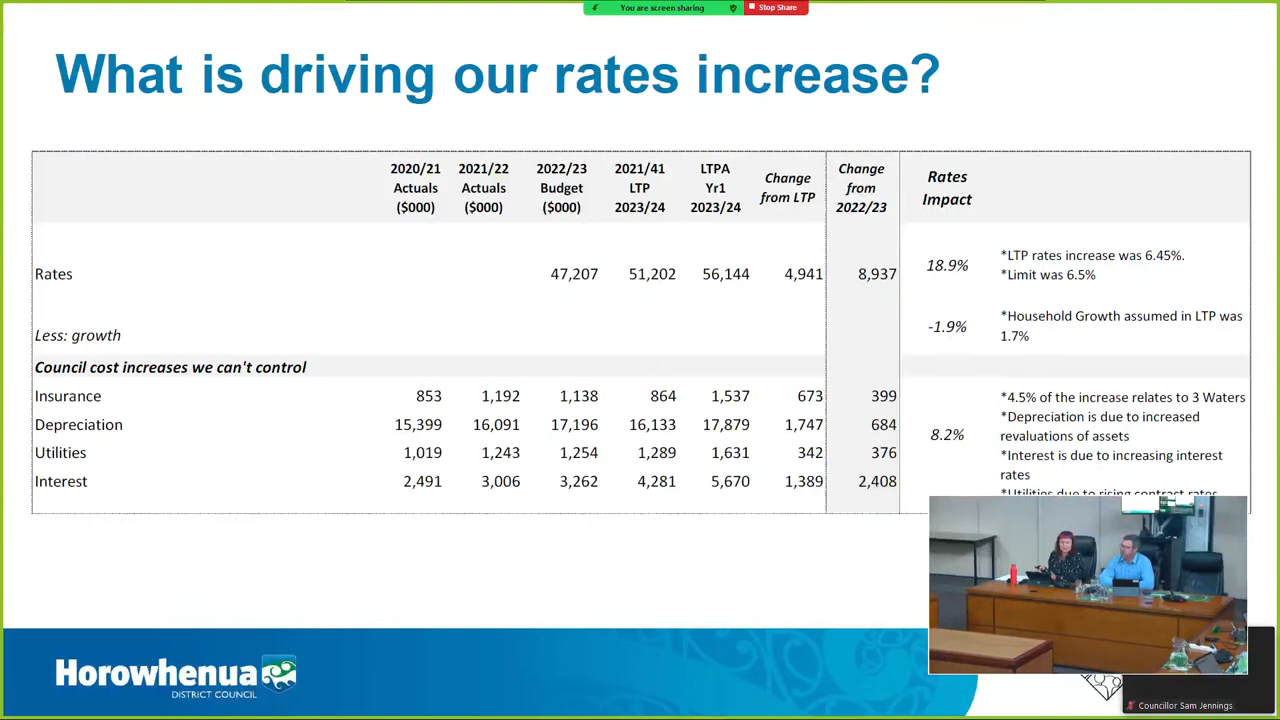 You are screen sharing
Stop Share
What is driving our rates increase?
2020/21 Actuals ($000)
2021/22 Actuals ($000)
2022/23 Budget ($000)
2021/41 LTP 2023/24
LTPA Yr1 2023/24
Change from LTP
Change from 2022/23
Rates Impact
Rates 47,207 51,202 56,144 4,941 8,937 18.9%
*LTP rates increase was 6.45%.
*Limit was 6.5%
Less: growth -1.9%
*Household Growth assumed in LTP was
1.7%
Council cost increases we can't control
Insurance 853 1,192 1,138 864 1,537 673 399
Depreciation 15,399 16,091 17,196 16,133 17,879 1,747 684
Utilities 1,019 1,243 1,254 1,289 1,631 342 376
Interest 2,491 3,006 3,262 4,281 5,670 1,389 2,408
8.2%
*4.5% of the increase relates to 3 Waters
*Depreciation is due to increased
revaluations of assets
*Interest is due to increasing interest
rates
*Utilities due to rising contract rates
Horowhenua
DISTRICT COUNCIL
Councillor Sam Jennings